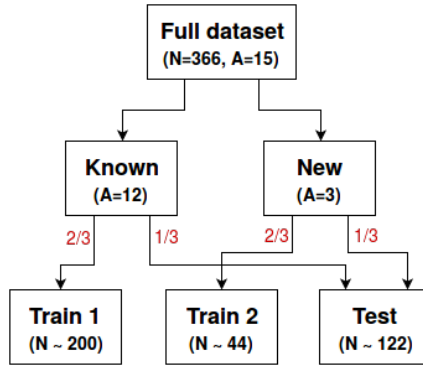 Full dataset
(N=366, A=15)
Known
(A=12)
New
(A=3)
2/3
1/3
2/3
1/3
Train 1
(N ~ 200)
Train 2
(N ~ 44)
Test
(N ~ 122)